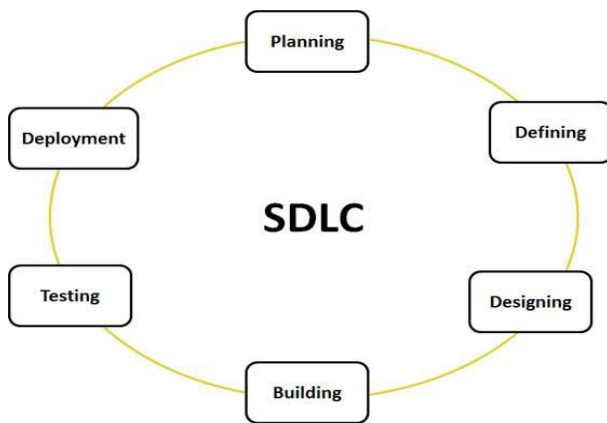 Planning
Defining
Designing
Building
Testing
Deployment
SDLC